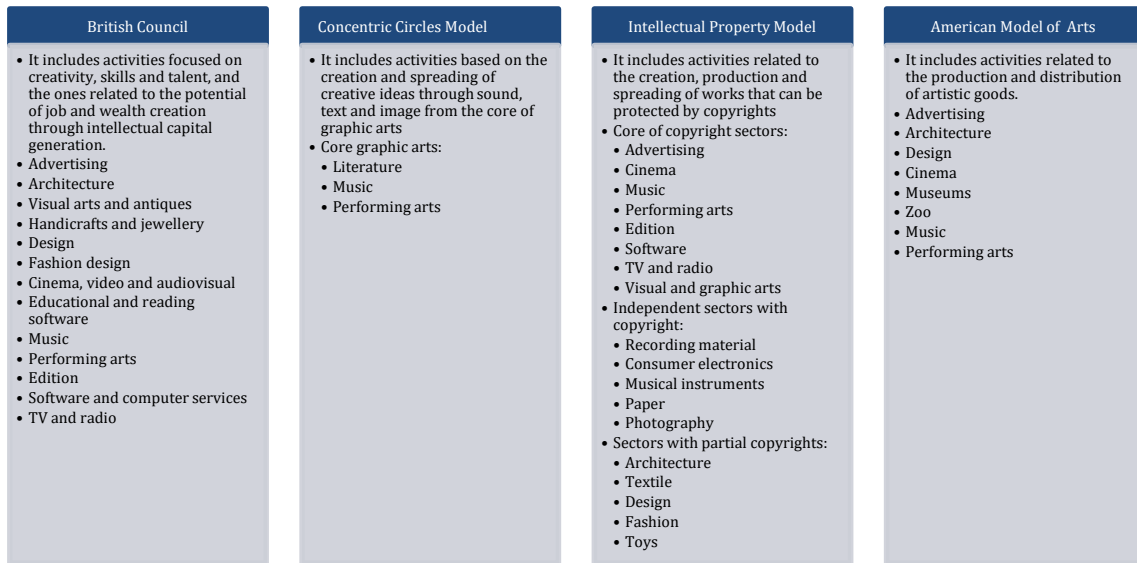 British Council
• It includes activities focused on
creativity, skills and talent, and
the ones related to the potential
of job and wealth creation
through intellectual capital
generation.
• Advertising
• Architecture
• Visual arts and antiques
• Handicrafts and jewellery
• Design
• Fashion design
• Cinema, video and audiovisual
• Educational and reading
software
• Music
• Performing arts
• Edition
• Software and computer services
• TV and radio
Concentric Circles Model
• It includes activities based on the
creation and spreading of
creative ideas through sound,
text and image from the core of
graphic arts
• Core graphic arts:
• Literature
• Music
• Performing arts
Intellectual Property Model
• It includes activities related to
the creation, production and
spreading of works that can be
protected by copyrights
• Core of copyright sectors:
• Advertising
• Cinema
• Music
• Performing arts
• Edition
• Software
• TV and radio
• Visual and graphic arts
• Independent sectors with
copyright:
• Recording material
• Consumer electronics
• Musical instruments
• Paper
• Photography
• Sectors with partial copyrights:
• Architecture
• Textile
• Design
• Fashion
• Toys
American Model of Arts
• It includes activities related to
the production and distribution
of artistic goods.
• Advertising
• Architecture
• Design
• Cinema
• Museums
• Zoo
• Music
• Performing arts